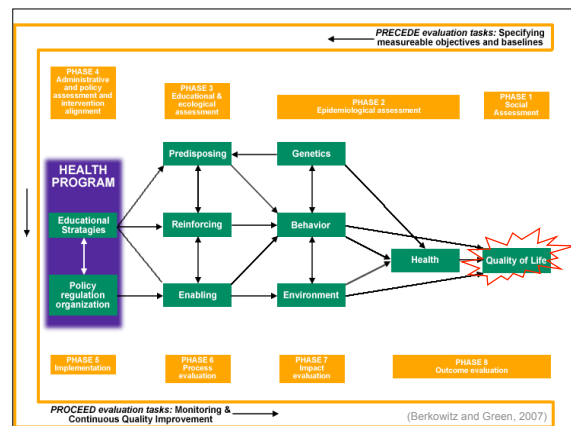 PRECEDE evaluation tasks: Specifying
measureable objectives and baselines
PHASE 4
Administrative
and policy
assessment and
intervention
alignment
PHASE 3
Educational &
ecological
assessment
PHASE 2
Epidemiological assessment
PHASE 1
Social
Assessment
HEALTH
PROGRAM
Educational
Stratagies
Policy
regulation
organization
Predisposing
Reinforcing
Enabling
Genetics
Behavior
Environment
Health
Quality of Life
PHASE 5
Implementation
PHASE 6
Process
evaluation
PHASE 7
Impact
evaluation
PHASE 8
Outcome evaluation
PROCEED evaluation tasks: Monitoring &
Continuous Quality Improvement
(Berkowitz and Green, 2007)